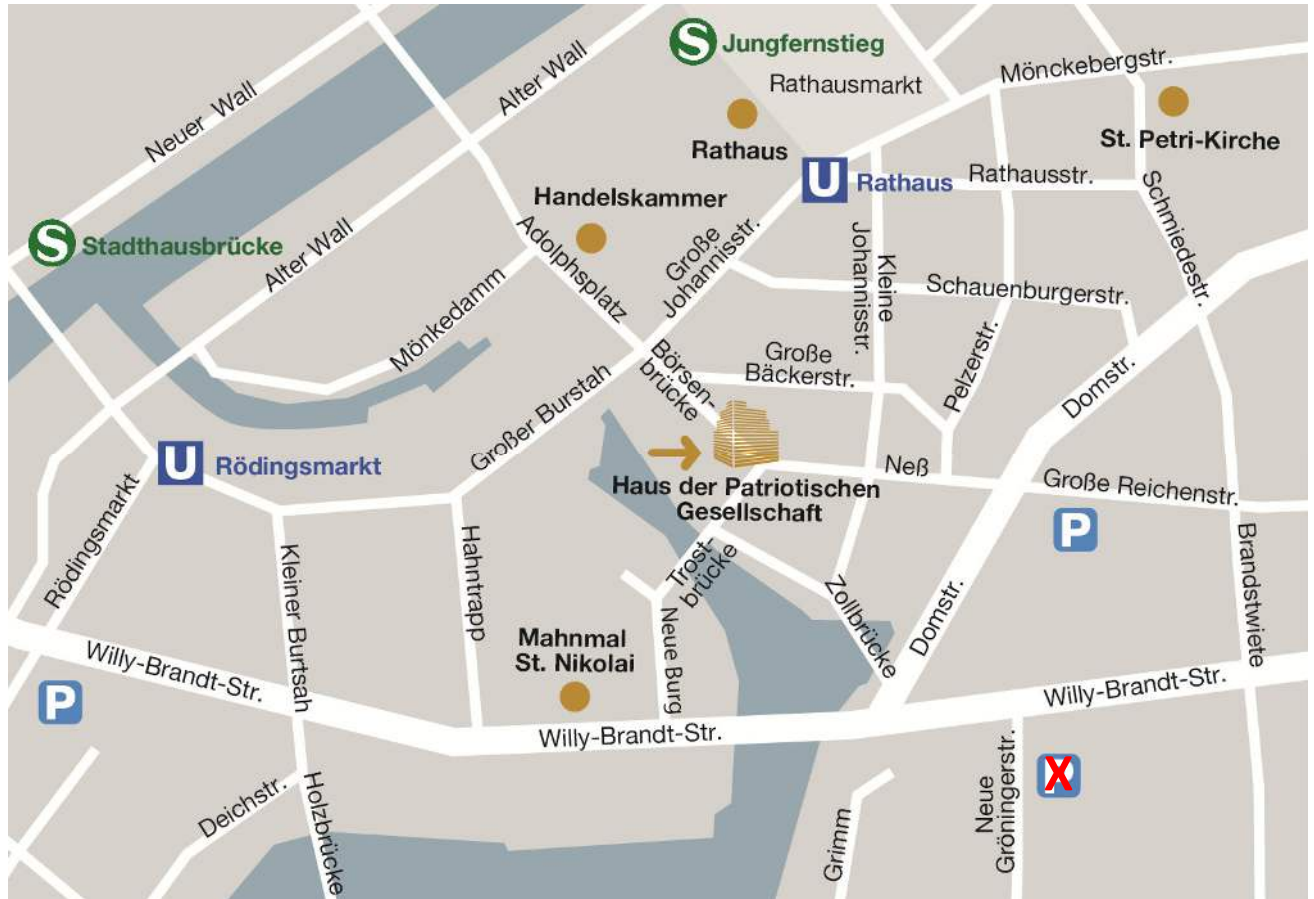 S Jungfernstieg
Mönckebergstr.
Rathausmarkt
Neuer Wall
Alter Wall
Rathaus
St. Petri-Kirche
U Rathaus
Rathausstr.
Handelskammer
Schmiedestr.
S Stadthausbrücke
Alter Wall
Adolphsplatz
Große
Johannisstr.
Kleine
Johannisstr.
Schauenburgerstr.
Mönkedamm
Börsen-
brücke
Große
Bäckerstr.
Pelzerstr.
Domstr.
Großer Burstah
U Rödingsmarkt
Neß
Große Reichenstr.
Haus der Patriotischen
Gesellschaft
P
Rödingsmarkt
Kleiner Burtsah
Hahntrapp
Trost-
brücke
Zollbrücke
Domstr.
Brandstwiete
Mahnmal
St. Nikolai
Neue Burg
Willy-Brandt-Str.
P
Willy-Brandt-Str.
Willy-Brandt-Str.
Deichstr.
Holzbrücke
Grimm
Neue
Gröningerstr.
X